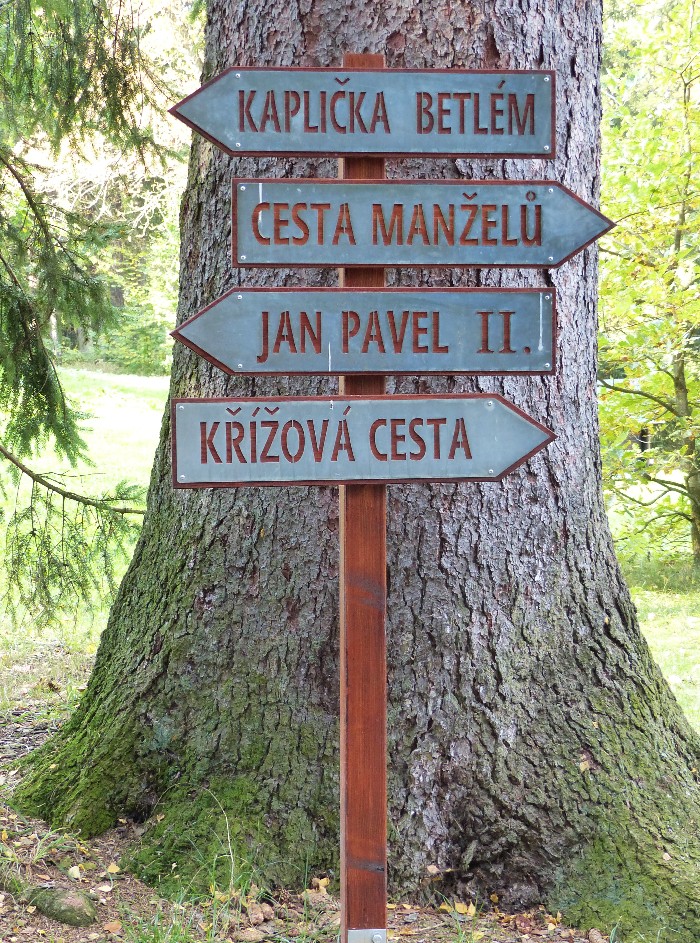 KAPLIČKA BETLÉM
CESTA MANŽELŮ
JAN PAVEL II.
KŘÍŽOVÁ CESTA